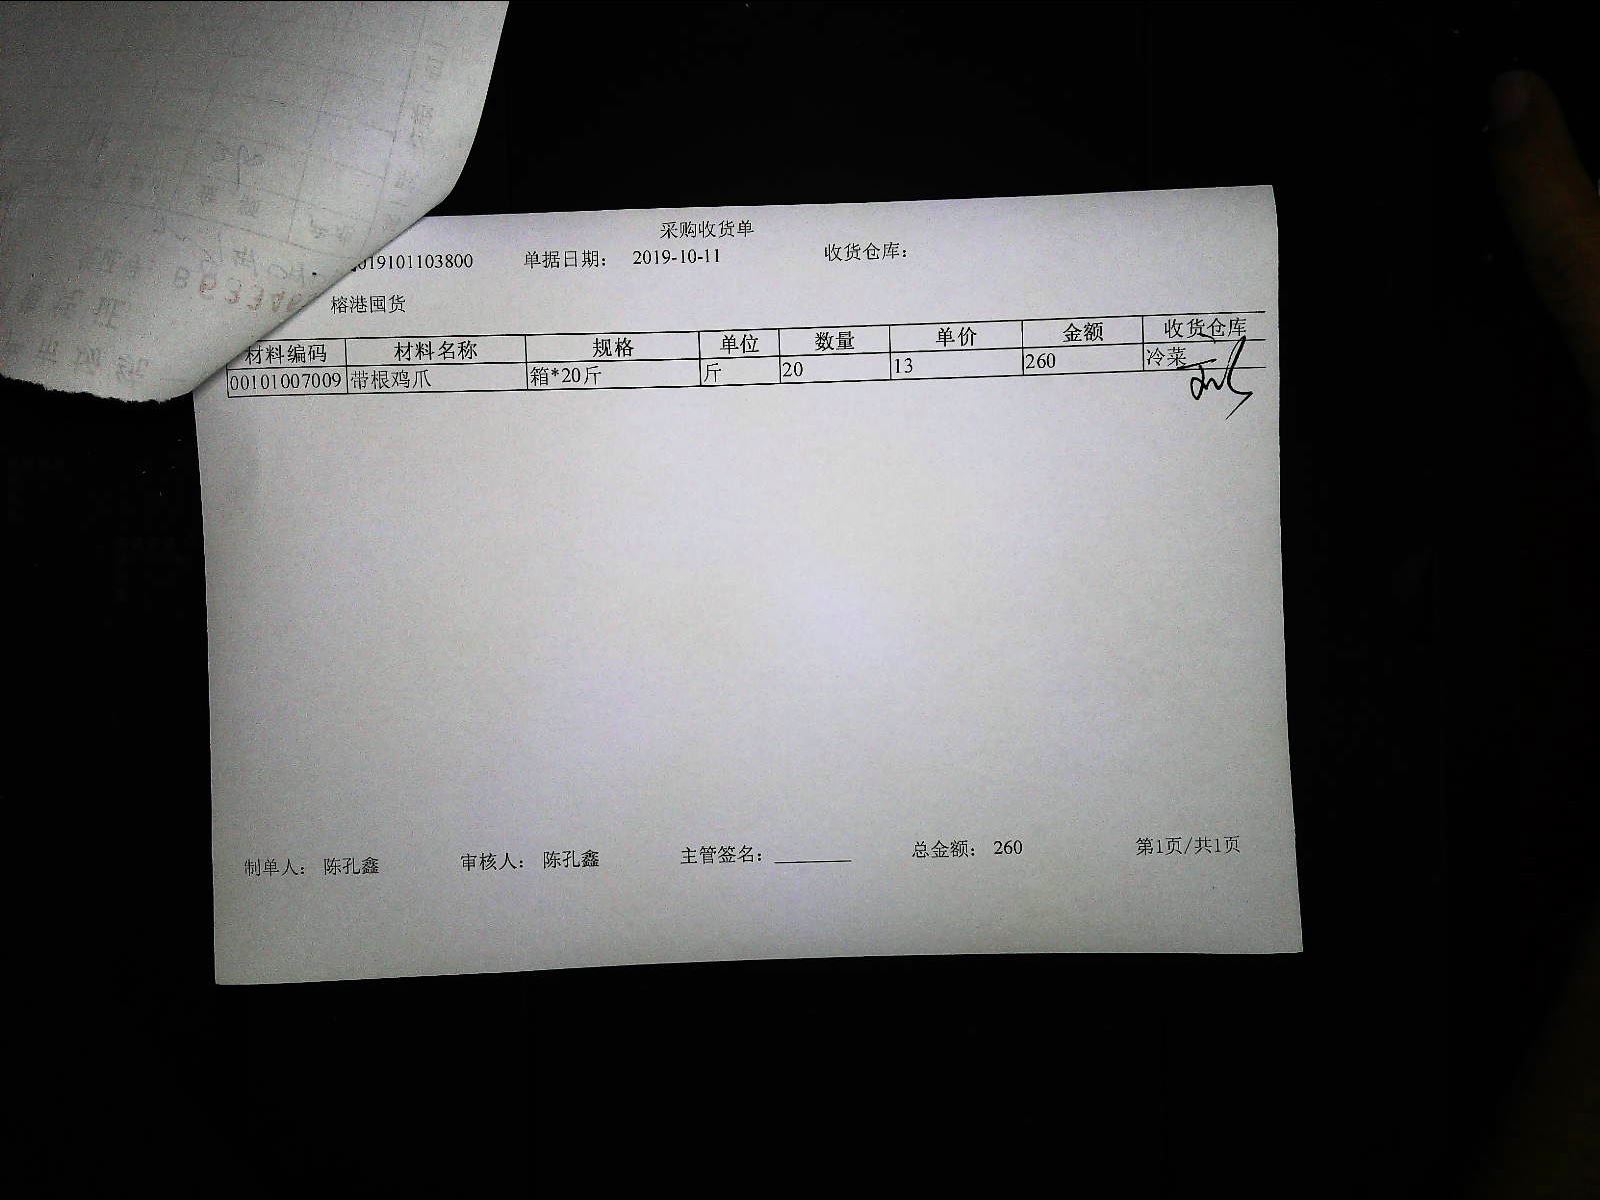 采购收货单
019101103800 单据日期： 2019-10-11 收货仓库：
榕港囤货
材料编码 材料名称 规格 单位 数量 单价 金额 收货仓库
00101007009 带根鸡爪 箱*20斤 斤 20 13 260 冷菜
制单人： 陈孔鑫 审核人： 陈孔鑫 主管签名： 总金额： 260 第1页/共1页